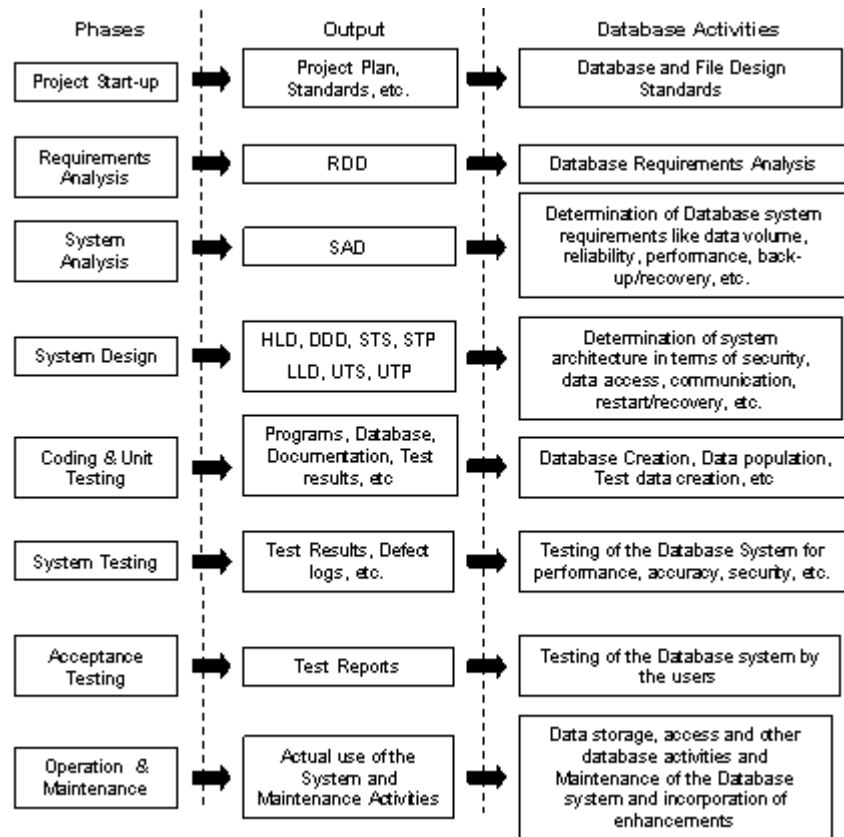 Phases
Output
Database Activities
Project Start-up
Project Plan,
Standards, etc.
Database and File Design
Standards
Requirements
Analysis
RDD
Database Requirements Analysis
System
Analysis
SAD
Determination of Database system
requirements like data volume,
reliability, performance, back-
up/recovery, etc.
System Design
HLD, DDD, STS, STP
LLD, UTS, UTP
Determination of system
architecture in terms of security,
data access, communication,
restart/recovery, etc.
Coding & Unit
Testing
Programs, Database,
Documentation, Test
results, etc
Database Creation, Data population,
Test data creation, etc
System Testing
Test Results, Defect
logs, etc.
Testing of the Database System for
performance, accuracy, security, etc.
Acceptance
Testing
Test Reports
Testing of the Database system by
the users
Operation &
Maintenance
Actual use of the
System and
Maintenance Activities
Data storage, access and other
database activities and
Maintenance of the Database
system and incorporation of
enhancements